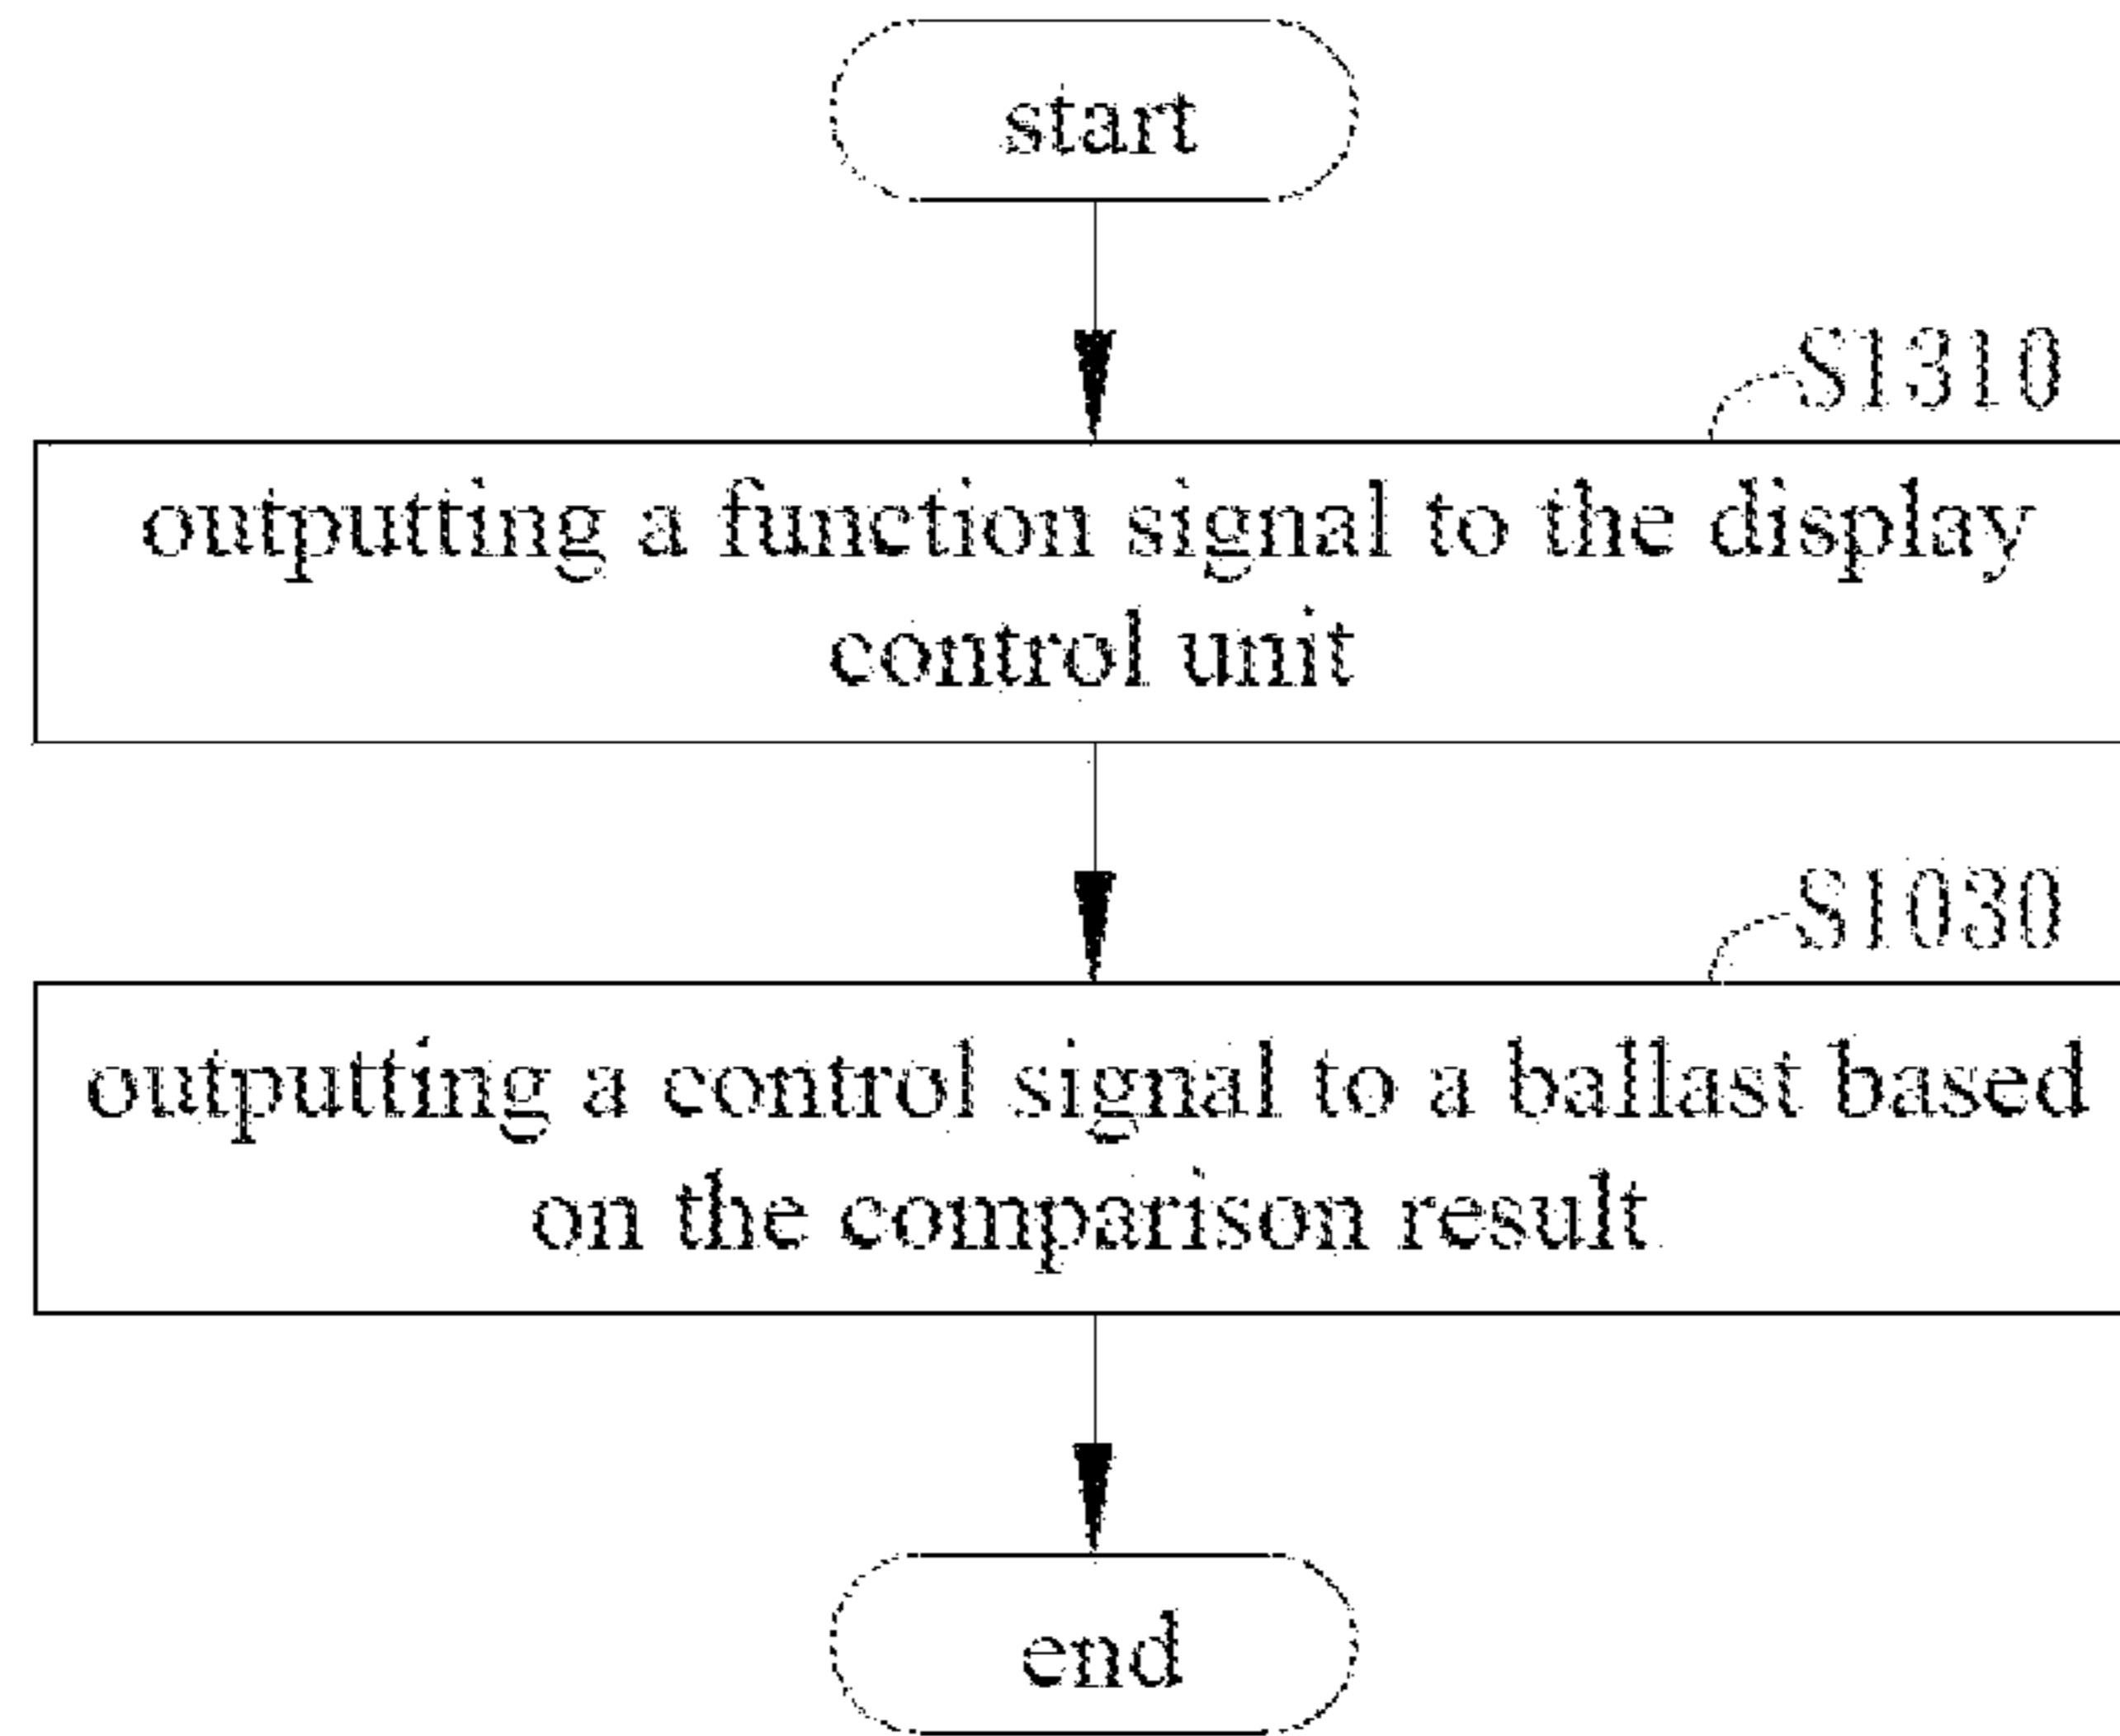 start
S1310
outputting a function signal to the display
control unit
S1030
outputting a control signal to a ballast based
on the comparison result
end